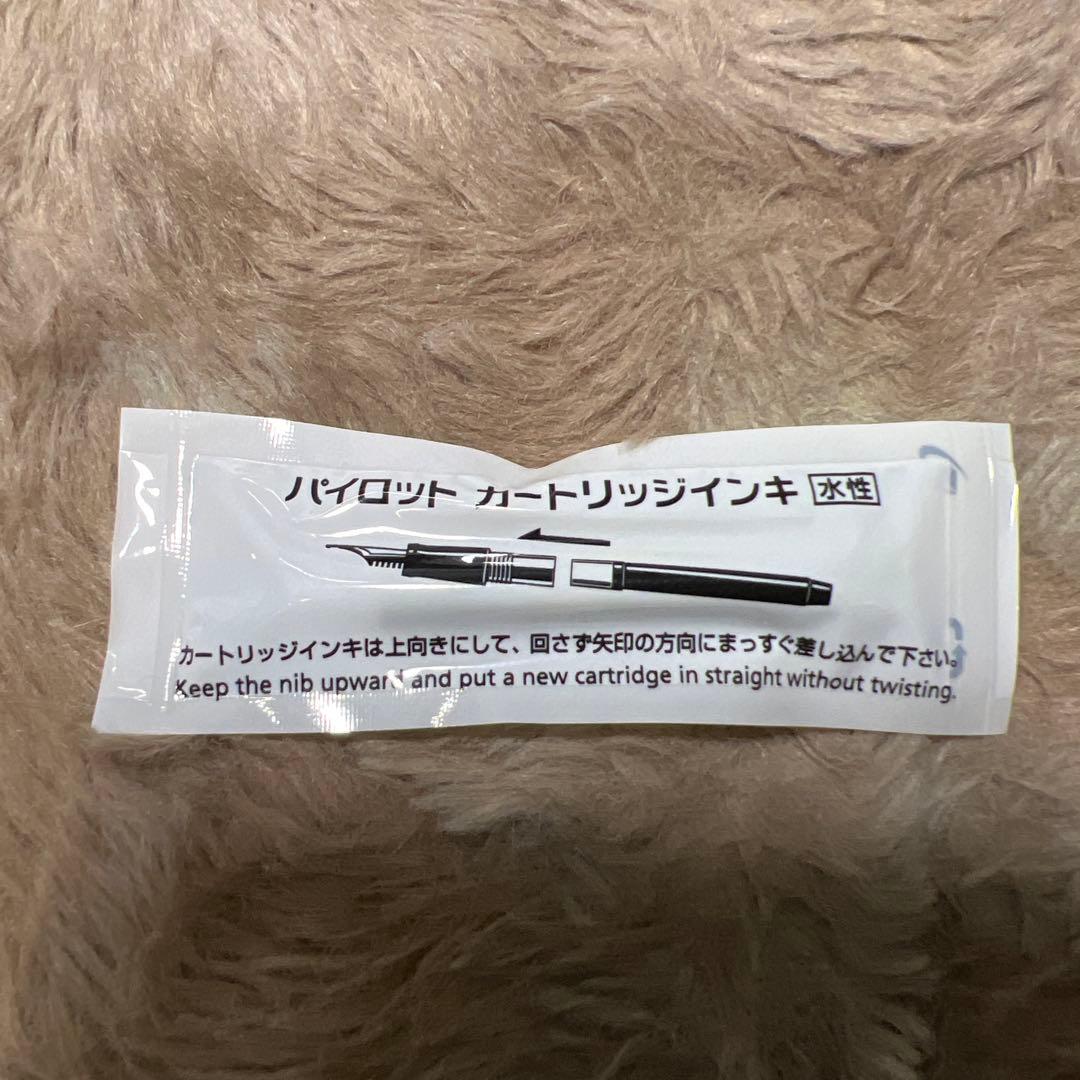 パイロット カートリッジインキ 水性
カートリッジインキは上向きにして、回さず矢印の方向にまっすぐ差し込んで下さい。
Keep the nib upward and put a new cartridge in straight without twisting.